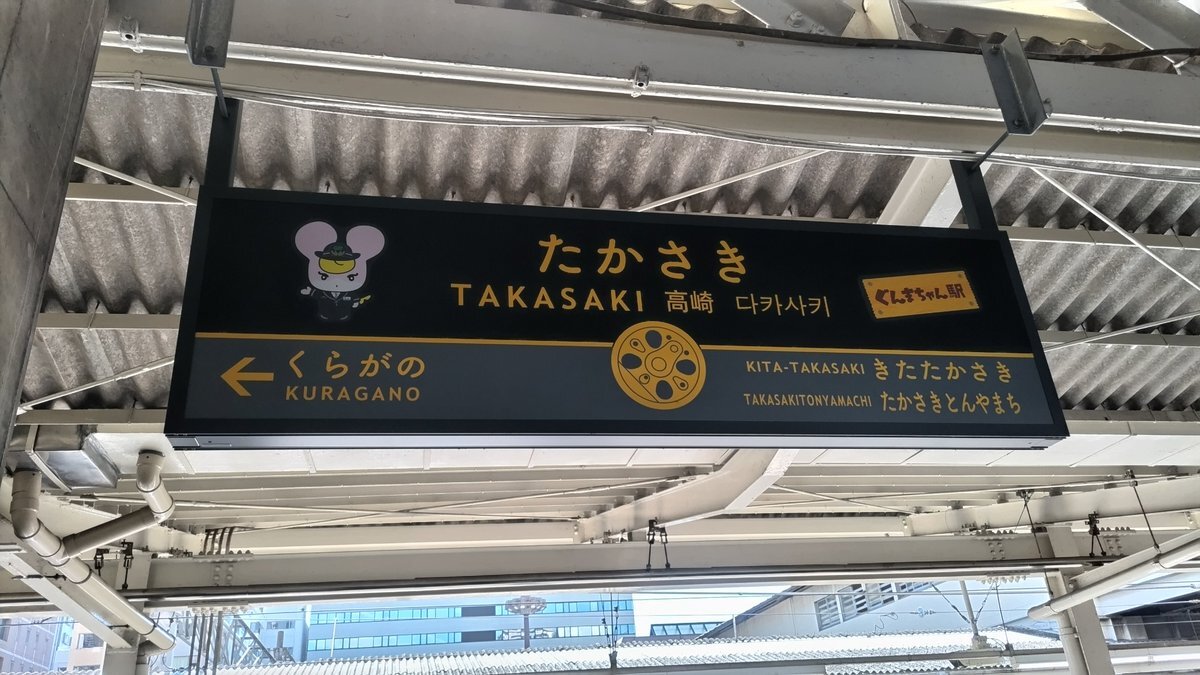 たかさき
TAKASAKI 高崎 다카사키
ぐんまちゃん駅
← くらがの
KURAGANO
KITA-TAKASAKI きたたかさき
TAKASAKITONYAMACHI たかさきとんやまち